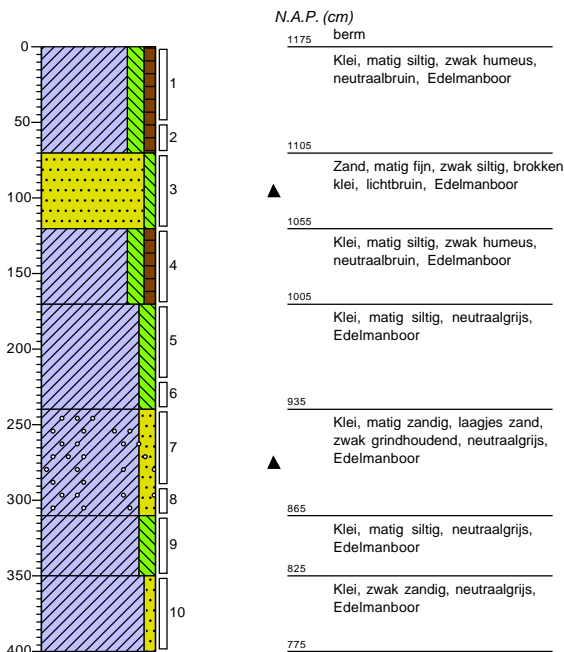 N.A.P. (cm)
0
1175
berm
Klei, matig siltig, zwak humeus,
neutraalbruin, Edelmanboor
1
50
2
1105
Zand, matig fijn, zwak siltig, brokken
klei, lichtbruin, Edelmanboor
3
100
1055
Klei, matig siltig, zwak humeus,
neutraalbruin, Edelmanboor
4
150
1005
Klei, matig siltig, neutraalgrijs,
Edelmanboor
5
200
6
935
Klei, matig zandig, laagjes zand,
zwak grindhoudend, neutraalgrijs,
Edelmanboor
250
7
300
8
865
Klei, matig siltig, neutraalgrijs,
Edelmanboor
9
350
825
Klei, zwak zandig, neutraalgrijs,
Edelmanboor
10
400
775